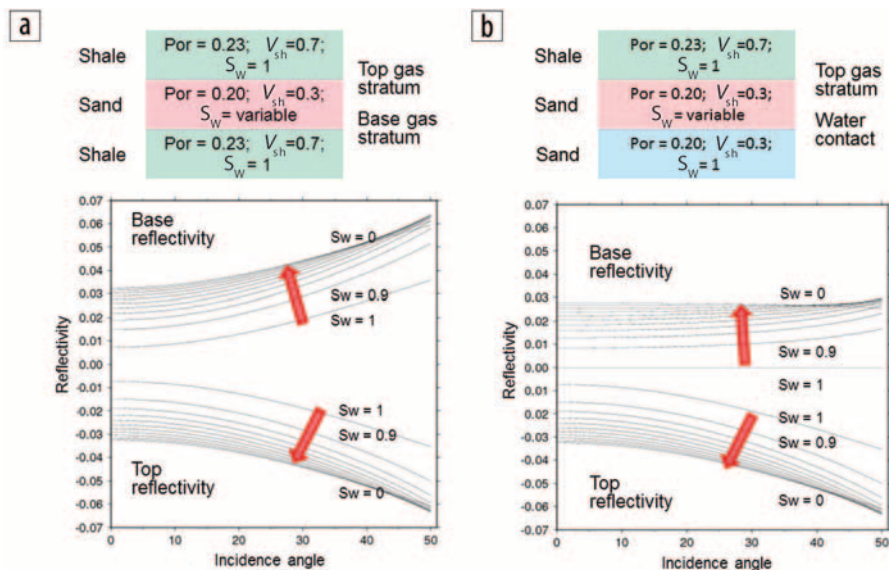 a
Shale
Por = 0.23; Vsh=0.7;
Sw= 1
Top gas
stratum
Sand
Por = 0.20; Vsh=0.3;
Sw= variable
Base gas
stratum
Shale
Por = 0.23; Vsh=0.7;
Sw= 1
0.07
0.06
0.05
0.04
0.03
0.02
0.01
0.00
-0.01
-0.02
-0.03
-0.04
-0.05
-0.06
-0.07
Reflectivity
Base
reflectivity
Sw = 0
Sw = 0.9
Sw = 1
Sw = 1
Sw = 0.9
Top
reflectivity
Sw = 0
0 10 20 30 40 50
Incidence angle
b
Shale
Por = 0.23; Vsh=0.7;
Sw= 1
Top gas
stratum
Sand
Por = 0.20; Vsh=0.3;
Sw= variable
Water
contact
Sand
Por = 0.20; Vsh=0.3;
Sw= 1
0.07
0.06
0.05
0.04
0.03
0.02
0.01
0.00
-0.01
-0.02
-0.03
-0.04
-0.05
-0.06
-0.07
Reflectivity
Base
reflectivity
Sw = 0
Sw = 0.9
Sw = 1
Sw = 1
Sw = 0.9
Top
reflectivity
Sw = 0
0 10 20 30 40 50
Incidence angle